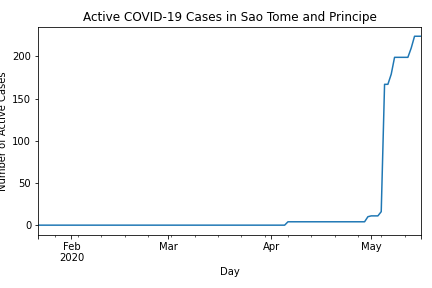 Active COVID-19 Cases in Sao Tome and Principe
Number of Active Cases
200
150
100
50
0
Feb
2020
Mar
Apr
May
Day